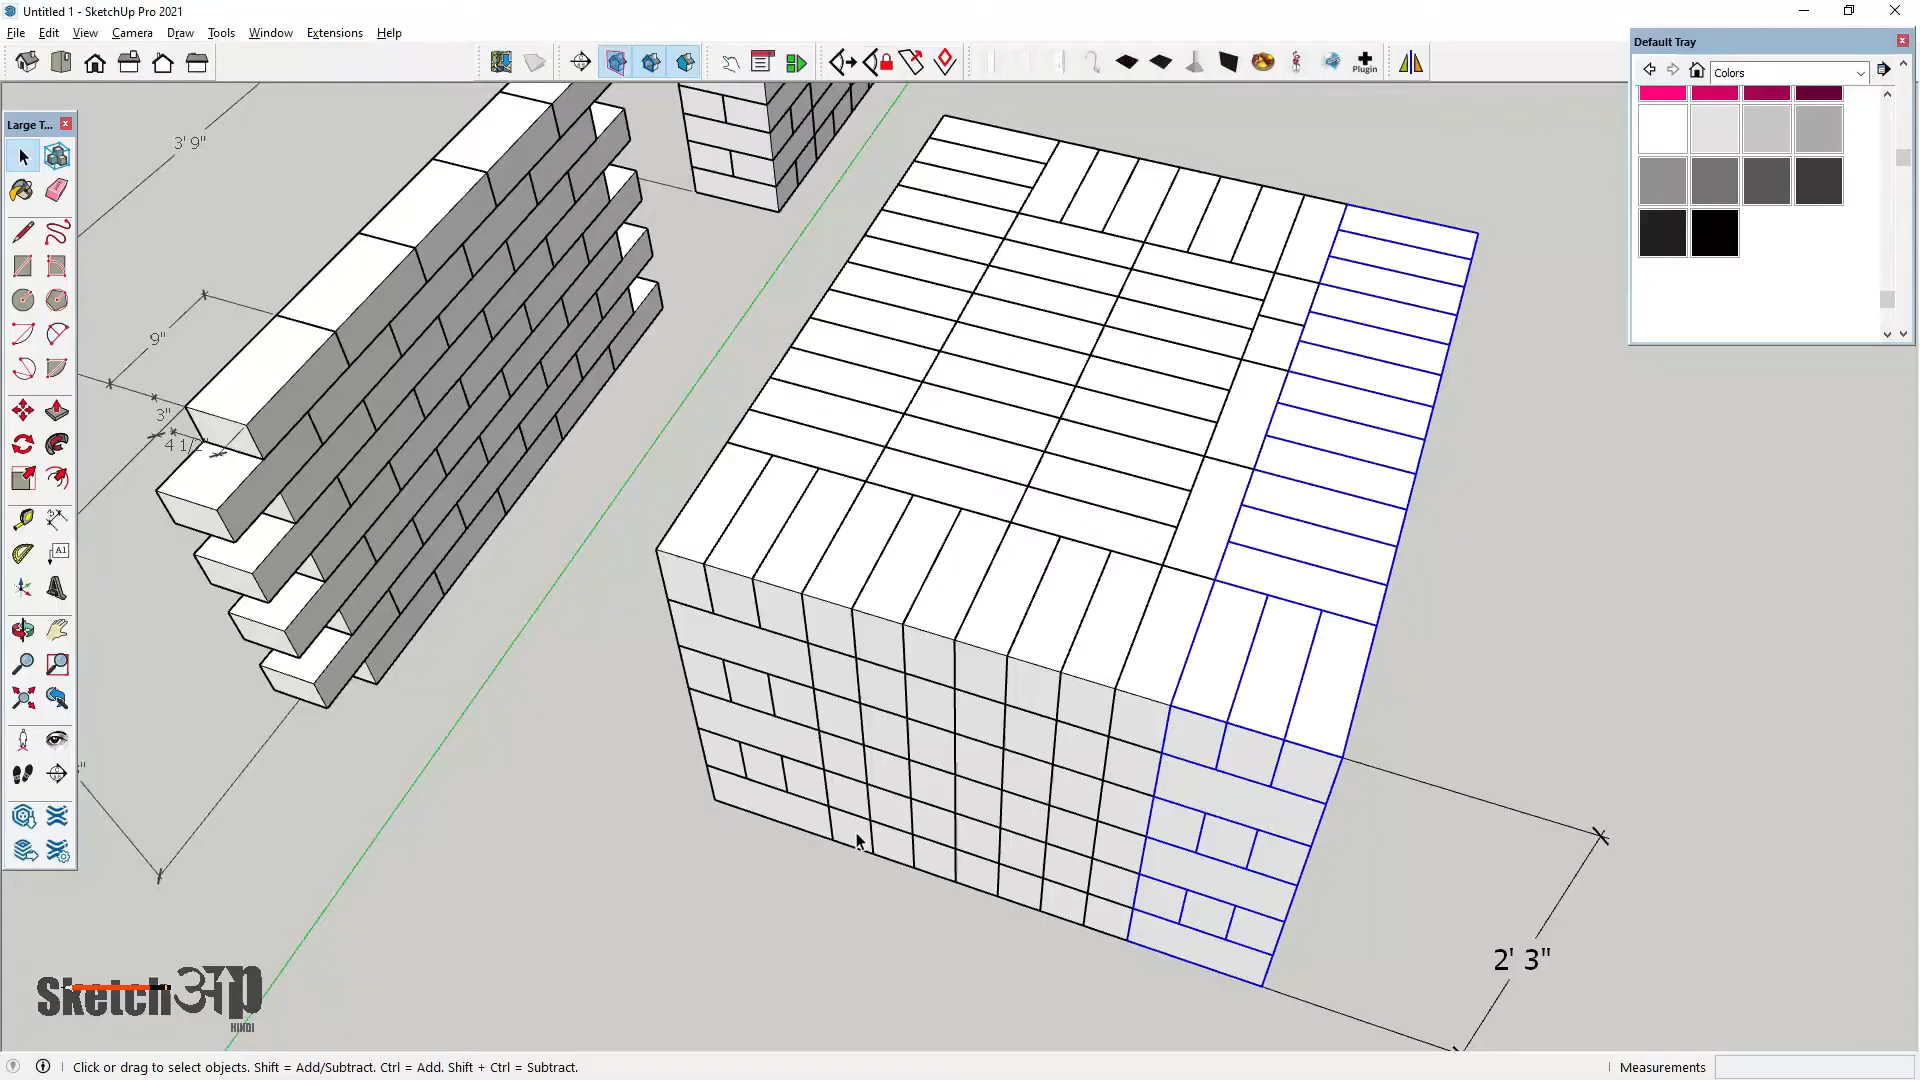 Untitled 1 - SketchUp Pro 2021
File Edit View Camera Draw Tools Window Extensions Help
Plugin
Default Tray
Colors
Large T...
A1
3' 9"
9"
3"
4 1/2"
2' 3"
Sketchअप
HINDI
Click or drag to select objects. Shift = Add/Subtract. Ctrl = Add. Shift + Ctrl = Subtract.
Measurements